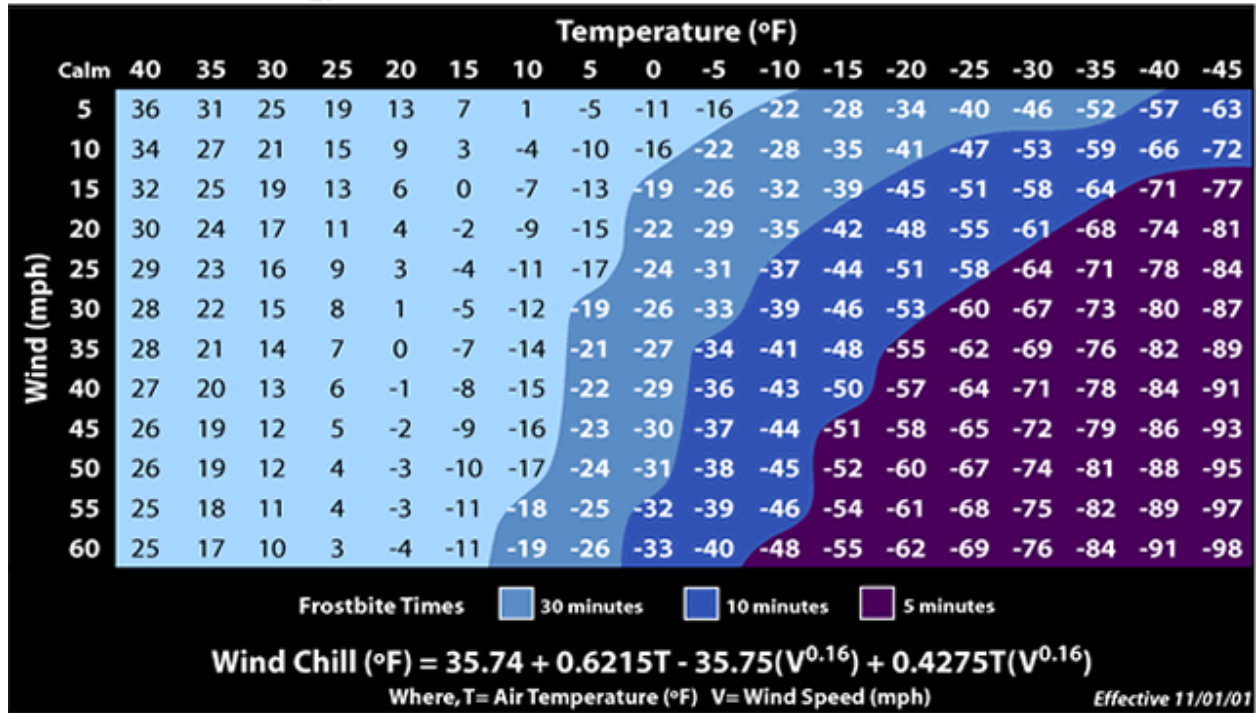 Temperature (ºF)
Calm 40 35 30 25 20 15 10 5 0 -5 -10 -15 -20 -25 -30 -35 -40 -45
5 36 31 25 19 13 7 1 -5 -11 -16 -22 -28 -34 -40 -46 -52 -57 -63
10 34 27 21 15 9 3 -4 -10 -16 -22 -28 -35 -41 -47 -53 -59 -66 -72
15 32 25 19 13 6 0 -7 -13 -19 -26 -32 -39 -45 -51 -58 -64 -71 -77
20 30 24 17 11 4 -2 -9 -15 -22 -29 -35 -42 -48 -55 -61 -68 -74 -81
25 29 23 16 9 3 -4 -11 -17 -24 -31 -37 -44 -51 -58 -64 -71 -78 -84
30 28 22 15 8 1 -5 -12 -19 -26 -33 -39 -46 -53 -60 -67 -73 -80 -87
35 28 21 14 7 0 -7 -14 -21 -27 -34 -41 -48 -55 -62 -69 -76 -82 -89
40 27 20 13 6 -1 -8 -15 -22 -29 -36 -43 -50 -57 -64 -71 -78 -84 -91
45 26 19 12 5 -2 -9 -16 -23 -30 -37 -44 -51 -58 -65 -72 -79 -86 -93
50 26 19 12 4 -3 -10 -17 -24 -31 -38 -45 -52 -60 -67 -74 -81 -88 -95
55 25 18 11 4 -3 -11 -18 -25 -32 -39 -46 -54 -61 -68 -75 -82 -89 -97
60 25 17 10 3 -4 -11 -19 -26 -33 -40 -48 -55 -62 -69 -76 -84 -91 -98
Wind (mph)
Frostbite Times 30 minutes 10 minutes 5 minutes
Wind Chill (ºF) = 35.74 + 0.6215T - 35.75(V^0.16) + 0.4275T(V^0.16)
Where, T= Air Temperature (ºF) V= Wind Speed (mph) Effective 11/01/01